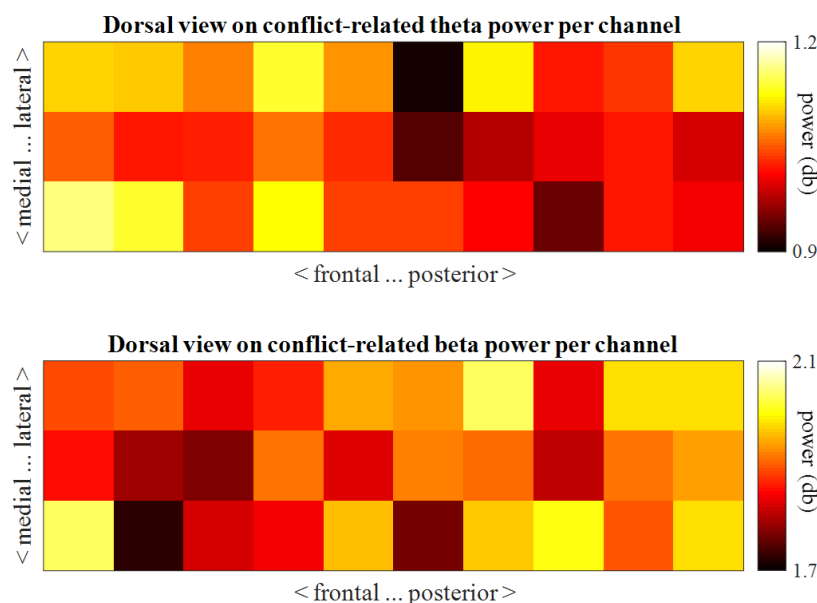 Dorsal view on conflict-related theta power per channel
< medial ... lateral >
1.2
power (db)
0.9
< frontal ... posterior >
Dorsal view on conflict-related beta power per channel
< medial ... lateral >
2.1
power (db)
1.7
< frontal ... posterior >